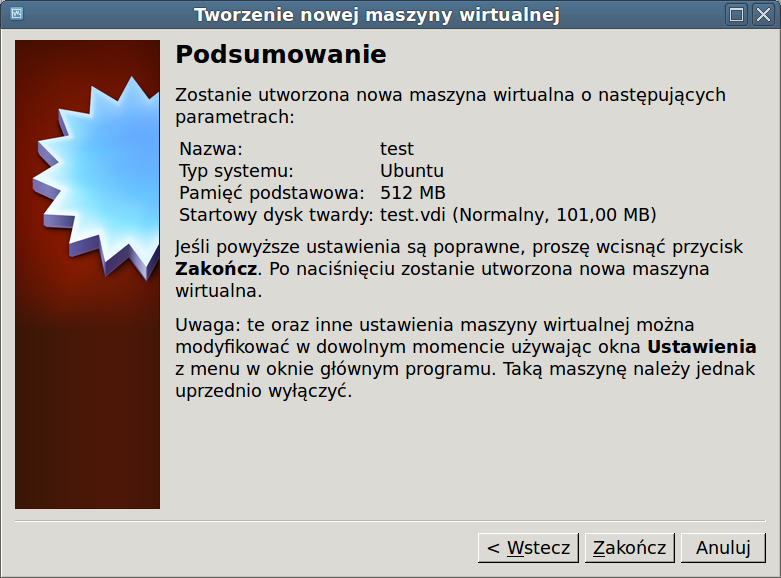 Tworzenie nowej maszyny wirtualnej
Podsumowanie
Zostanie utworzona nowa maszyna wirtualna o następujących
parametrach:
Nazwa: test
Typ systemu: Ubuntu
Pamięć podstawowa: 512 MB
Startowy dysk twardy: test.vdi (Normalny, 101,00 MB)
Jeśli powyższe ustawienia są poprawne, proszę wcisnąć przycisk
Zakończ. Po naciśnięciu zostanie utworzona nowa maszyna
wirtualna.
Uwaga: te oraz inne ustawienia maszyny wirtualnej można
modyfikować w dowolnym momencie używając okna Ustawienia
z menu w oknie głównym programu. Taką maszynę należy jednak
uprzednio wyłączyć.
< Wstecz Zakończ Anuluj